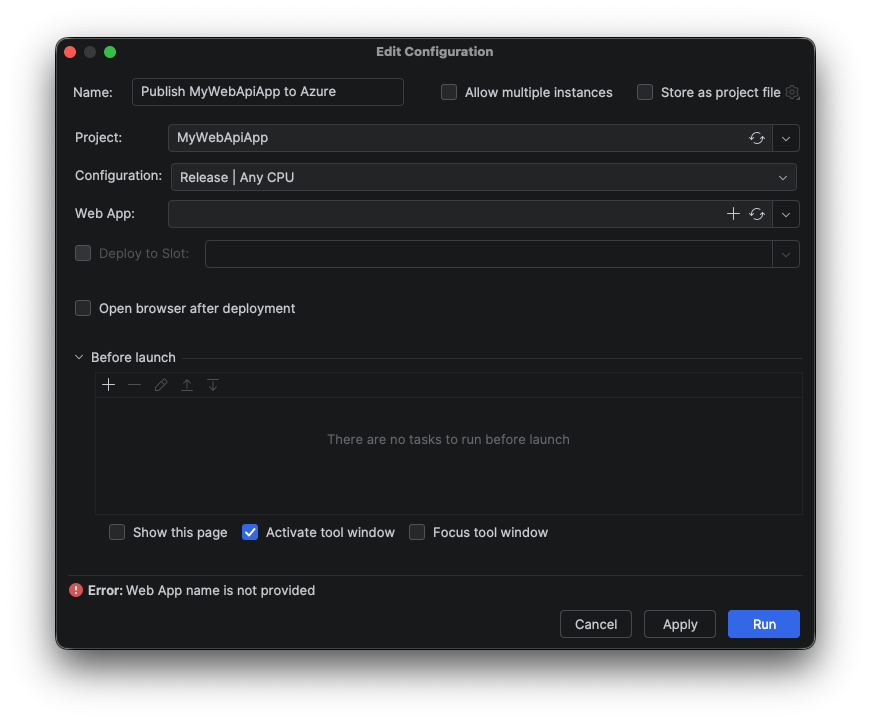 Edit Configuration
Name: Publish MyWebApiApp to Azure Allow multiple instances Store as project file
Project: MyWebApiApp
Configuration: Release | Any CPU
Web App:
Deploy to Slot:
Open browser after deployment
Before launch
There are no tasks to run before launch
Show this page Activate tool window Focus tool window
Error: Web App name is not provided
Cancel Apply Run